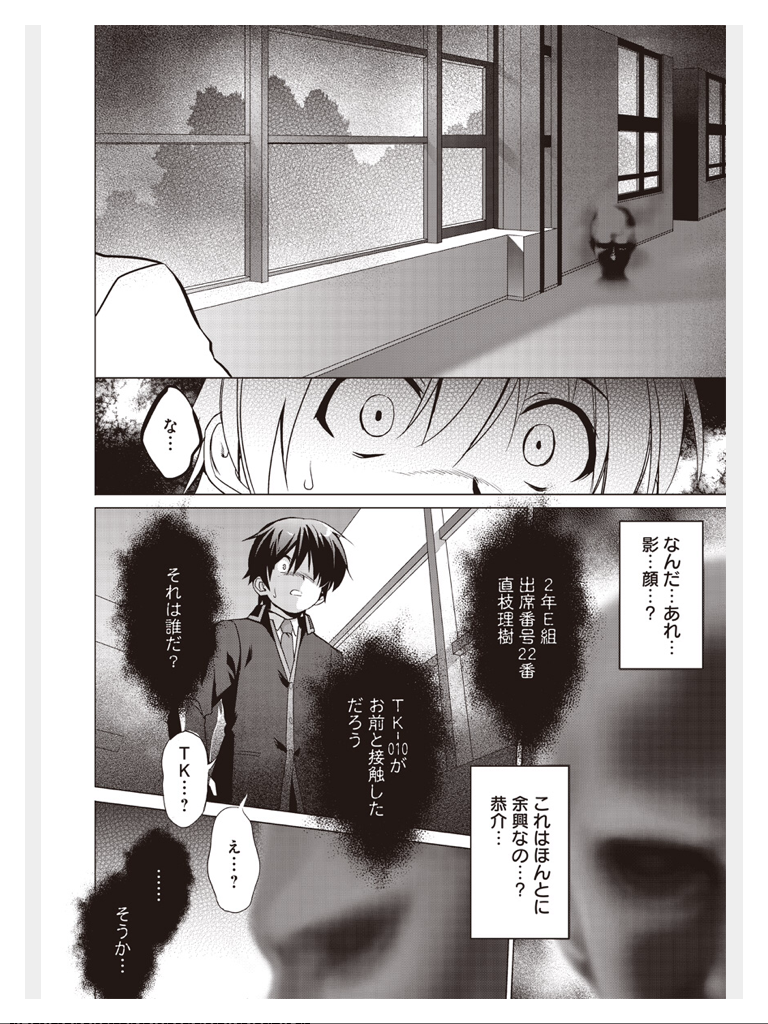 な…
なんだ…あれ…
影…顔…？
２年Ｅ組
出席番号22番
直枝理樹
ＴＫ-010が
お前と接触した
だろう
それは誰だ？
ＴＫ…？
これはほんとに
余興なの…？
恭介…
え…？
……
そうか…